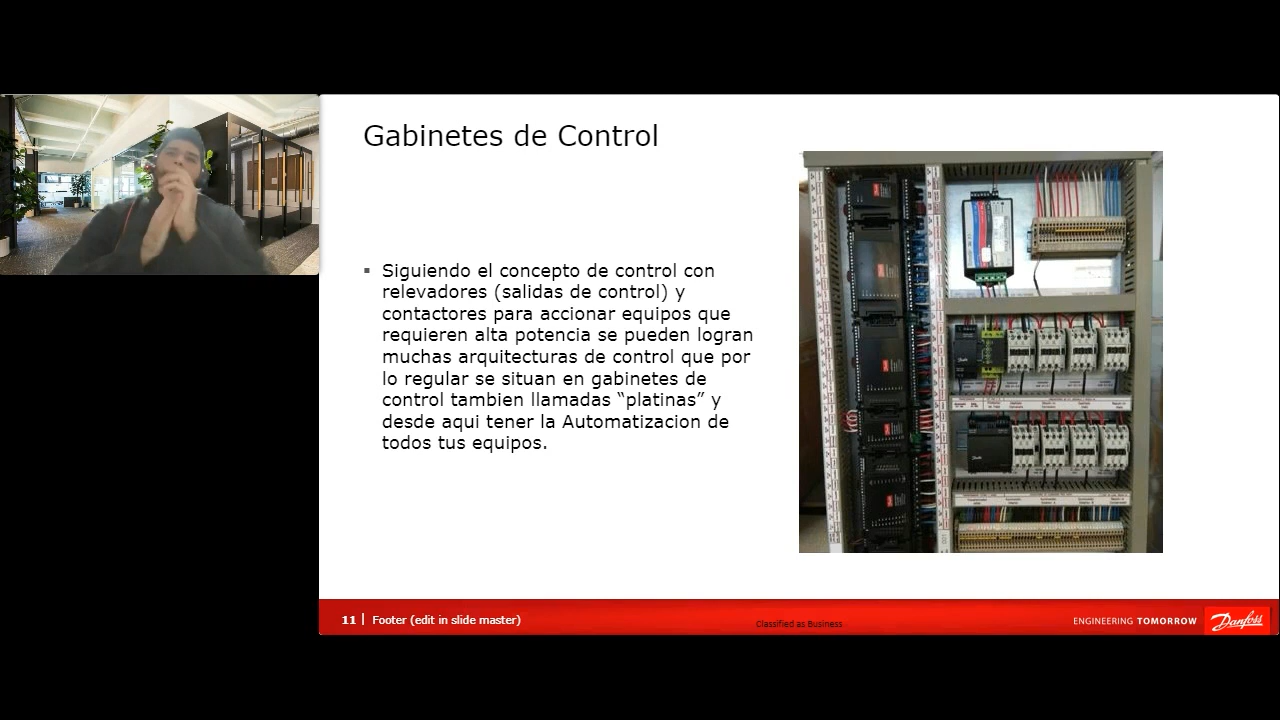 Gabinetes de Control
▪ Siguiendo el concepto de control con
relevadores (salidas de control) y
contactores para accionar equipos que
requieren alta potencia se pueden logran
muchas arquitecturas de control que por
lo regular se situan en gabinetes de
control tambien llamadas “platinas” y
desde aqui tener la Automatizacion de
todos tus equipos.
11 | Footer (edit in slide master)
Classified as Business
ENGINEERING TOMORROW
Danfoss